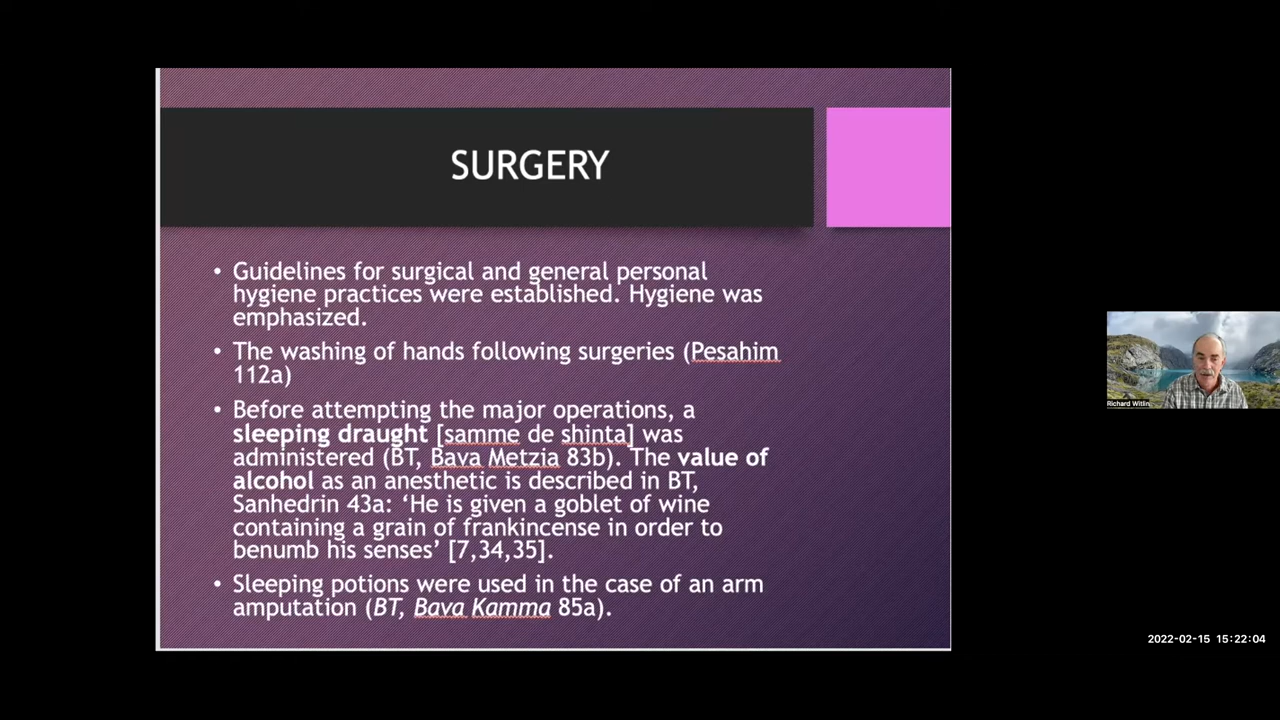 SURGERY
• Guidelines for surgical and general personal
hygiene practices were established. Hygiene was
emphasized.
• The washing of hands following surgeries (Pesahim
112a)
• Before attempting the major operations, a
sleeping draught [samme de shinta] was
administered (BT, Bava Metzia 83b). The value of
alcohol as an anesthetic is described in BT,
Sanhedrin 43a: ‘He is given a goblet of wine
containing a grain of frankincense in order to
benumb his senses’ [7,34,35].
• Sleeping potions were used in the case of an arm
amputation (BT, Bava Kamma 85a).
Richard Witlin
2022-02-15 15:22:04